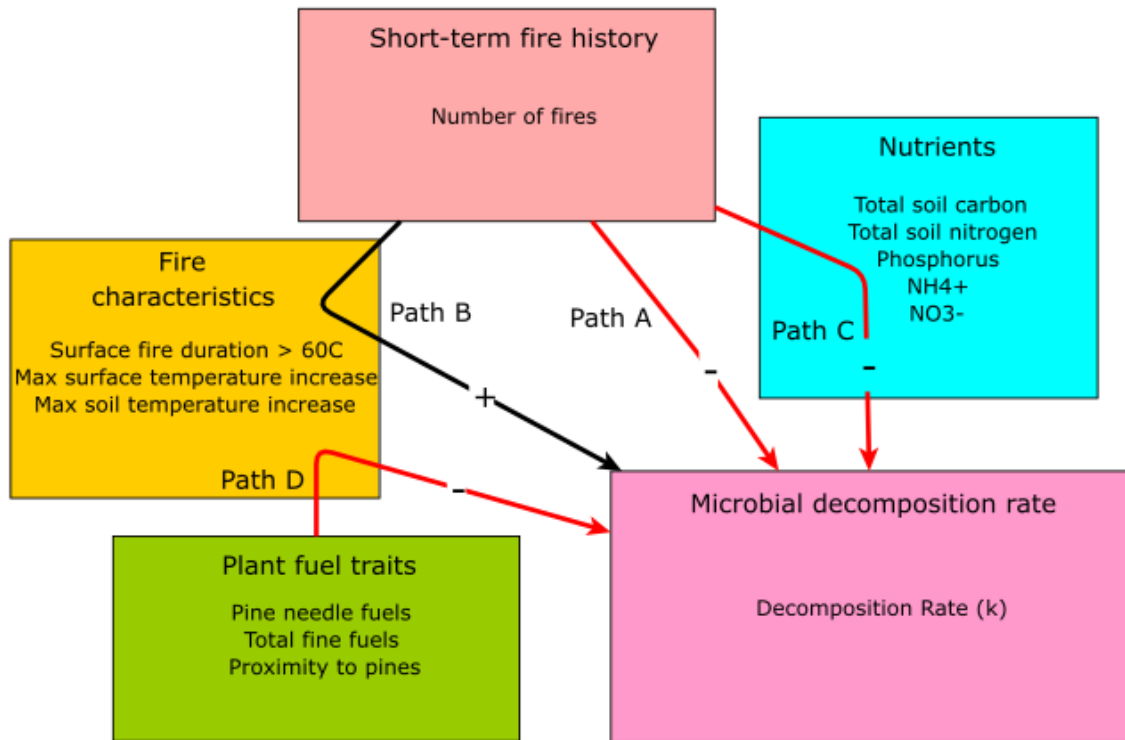 Short-term fire history
Number of fires
Nutrients
Total soil carbon
Total soil nitrogen
Phosphorus
NH4+
NO3-
Fire
characteristics
Surface fire duration > 60C
Max surface temperature increase
Max soil temperature increase
Path B
Path A
Path C
-
-
+
Path D
-
Plant fuel traits
Pine needle fuels
Total fine fuels
Proximity to pines
Microbial decomposition rate
Decomposition Rate (k)